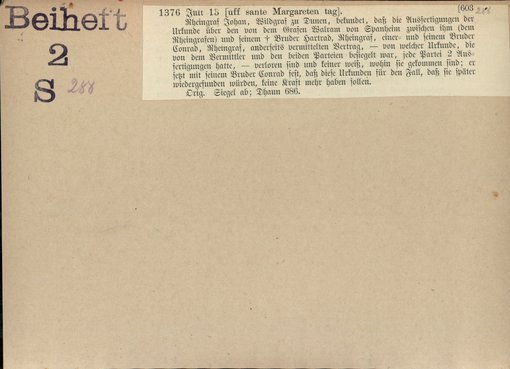 Beiheft
2
S 288
1376 Juli 15 [uff sante Margareten tag]. [603
Rheingraf Johan, Wildgraf zu Dunen, bekundet, daß die Ausfertigungen der
Urkunde über den von dem Grafen Walram von Spanheim zwischen ihm (dem
Rheingrafen) und seinem † Bruder Hartrad, Rheingraf, einer- und seinem Bruder
Conrad, Rheingraf, anderseits vermittelten Vertrag, — von welcher Urkunde, die
von dem Vermittler und den beiden Parteien besiegelt war, jede Partei 2 Aus-
fertigungen hatte, — verloren sind und keiner weiß, wohin sie gekommen sind; er
setzt mit seinem Bruder Conrad fest, daß diese Urkunden für den Fall, daß sie später
wiedergefunden würden, keine Kraft mehr haben sollen.
Orig. Siegel ab; Dhaun 686.